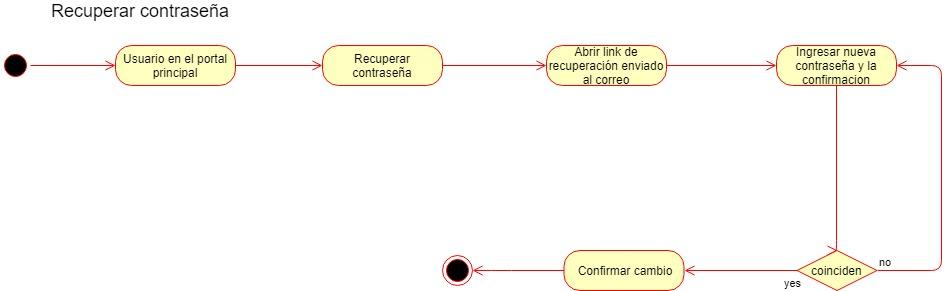 Recuperar contraseña
Usuario en el portal
principal
Recuperar
contraseña
Abrir link de
recuperación enviado
al correo
Ingresar nueva
contraseña y la
confirmacion
coinciden
no
yes
Confirmar cambio